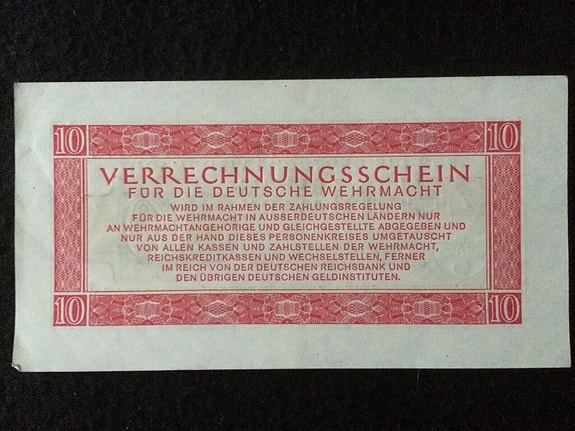 10 10
VERRECHNUNGSSCHEIN
FÜR DIE DEUTSCHE WEHRMACHT
WIRD IM RAHMEN DER ZAHLUNGSREGELUNG
FÜR DIE WEHRMACHT IN AUSSERDEUTSCHEN LÄNDERN NUR
AN WEHRMACHTANGEHÖRIGE UND GLEICHGESTELLTE ABGEGEBEN UND
NUR AUS DER HAND DIESES PERSONENKREISES UMGETAUSCHT
VON ALLEN KASSEN UND ZAHLSTELLEN DER WEHRMACHT,
REICHSKREDITKASSEN UND WECHSELSTELLEN, FERNER
IM REICH VON DER DEUTSCHEN REICHSBANK UND
DEN ÜBRIGEN DEUTSCHEN GELDINSTITUTEN.
10 10